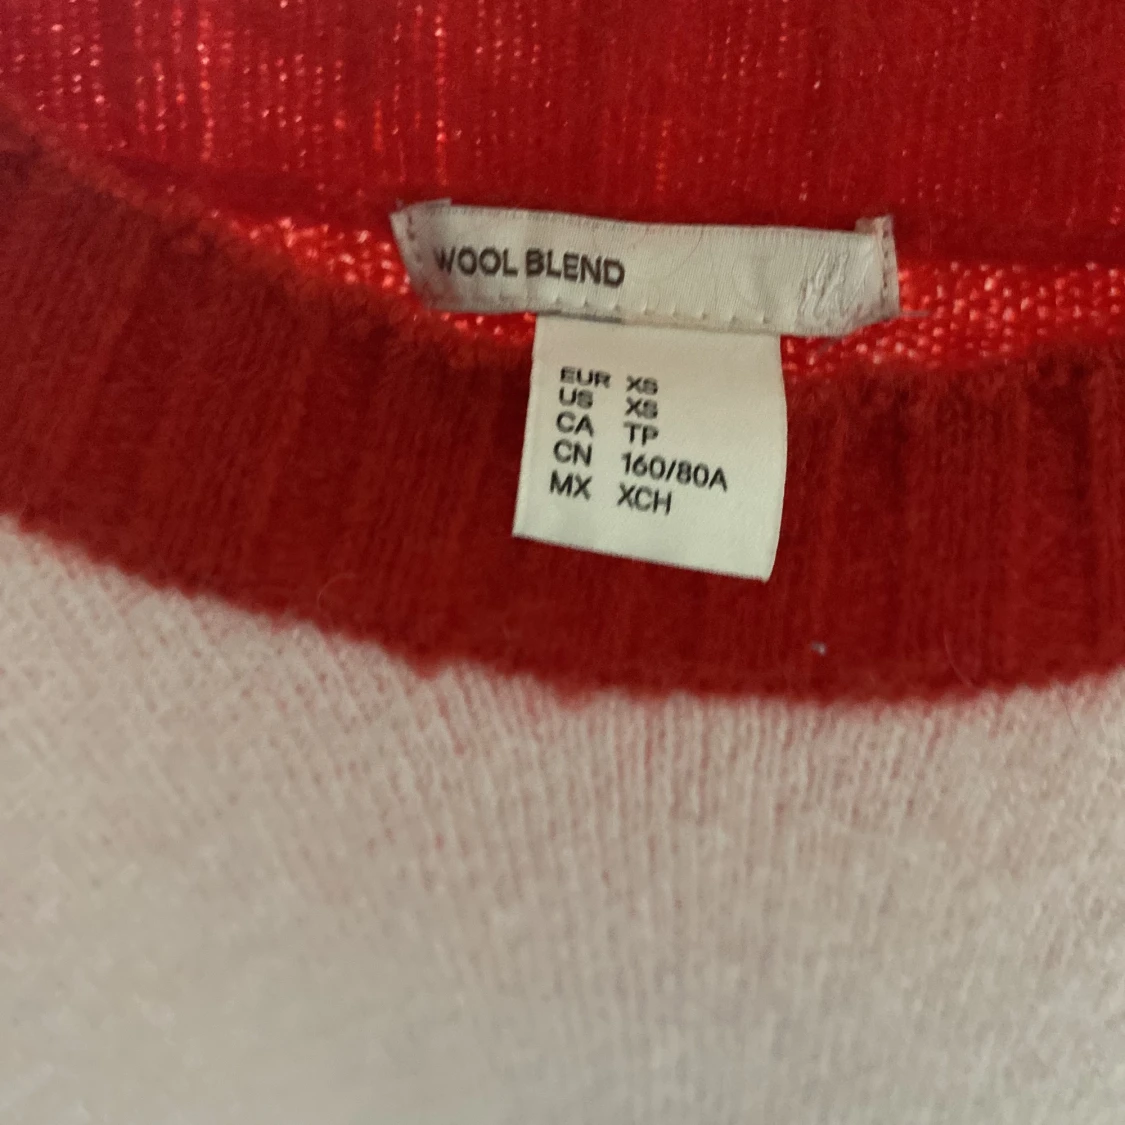 WOOL BLEND
EUR XS
US XS
CA TP
CN 160/80A
MX XCH